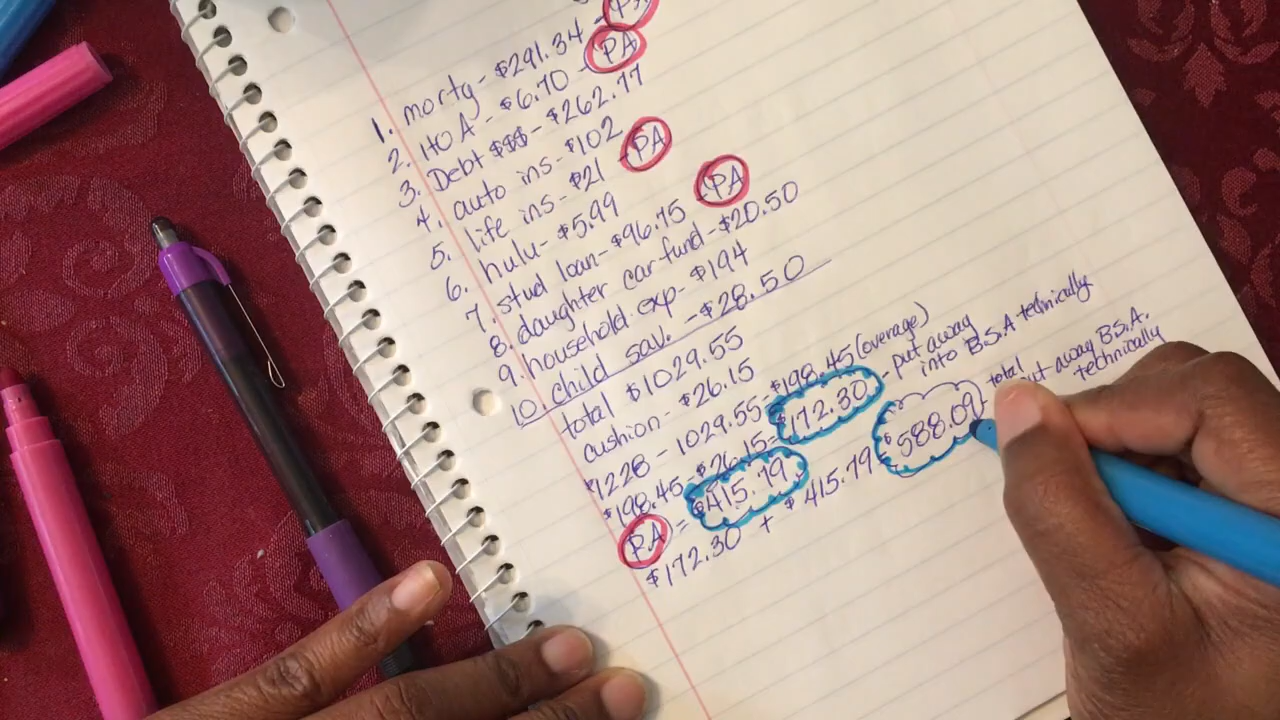 1. morty - $291.34 - PA
2. HOA - $6.70 - PA
3. Debt $$$ - $262.77
4. auto ins - $102
5. life ins - $21 - PA
6. hulu - $5.99
7. stud loan - $96.75 - PA
8. daughter car fund - $20.50
9. household exp - $194
10. child sav. - $28.50
total $1029.55
cushion - $26.15
$1228 - 1029.55 = $198.45 (overage)
$198.45 - $26.15 = $172.30 - put away into B.S.A technically
PA = $415.79
$172.30 + $415.79 = $588.09 - total put away B.S.A. technically